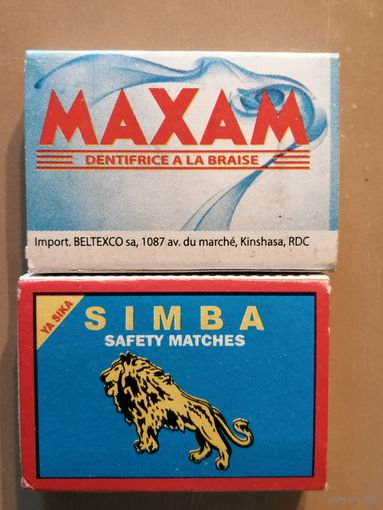 MAXAM
DENTIFRICE A LA BRAISE
Import. BELTEXCO sa, 1087 av. du marché, Kinshasa, RDC
YA SIKA
SIMBA
SAFETY MATCHES